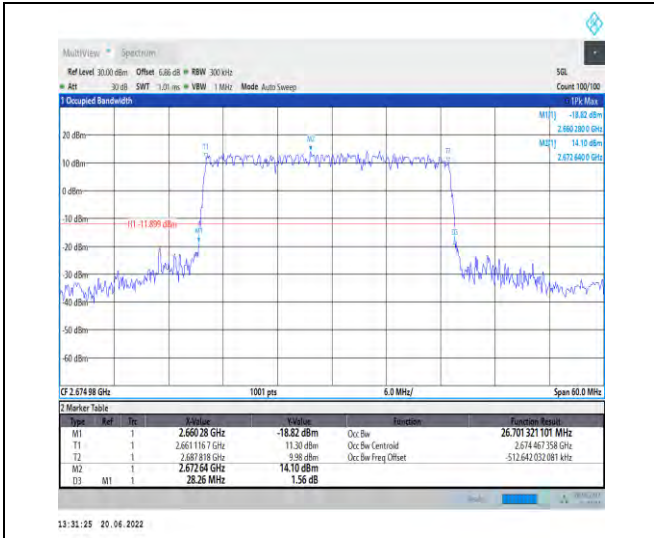 MultiView Spectrum
Ref Level 30.00 dBm Offset 6.86 dB RBW 300 kHz SGL
Att 30 dB SWT 1.01 ms VBW 1 MHz Mode Auto Sweep Count 100/100
1 Occupied Bandwidth 1Pk Max
M1[1] -18.82 dBm
2.660 280 0 GHz
M2[1] 14.10 dBm
2.672 640 0 GHz
20 dBm
T1 M2 T2
10 dBm
0 dBm
-10 dBm
H1 -11.899 dBm
M1 D3
-20 dBm
-30 dBm
-40 dBm
-50 dBm
-60 dBm
CF 2.674 98 GHz 1001 pts 6.0 MHz/ Span 60.0 MHz
2 Marker Table
Type Ref Trc X-Value Y-Value Function Function Result
M1 1 2.660 28 GHz -18.82 dBm Occ Bw 26.701 321 101 MHz
T1 1 2.661 116 7 GHz 11.30 dBm Occ Bw Centroid 2.674 467 358 GHz
T2 1 2.687 818 GHz 9.98 dBm Occ Bw Freq Offset -512.642 032 081 kHz
M2 1 2.672 64 GHz 14.10 dBm
D3 M1 1 28.26 MHz 1.56 dB
13:31:25 20.06.2022